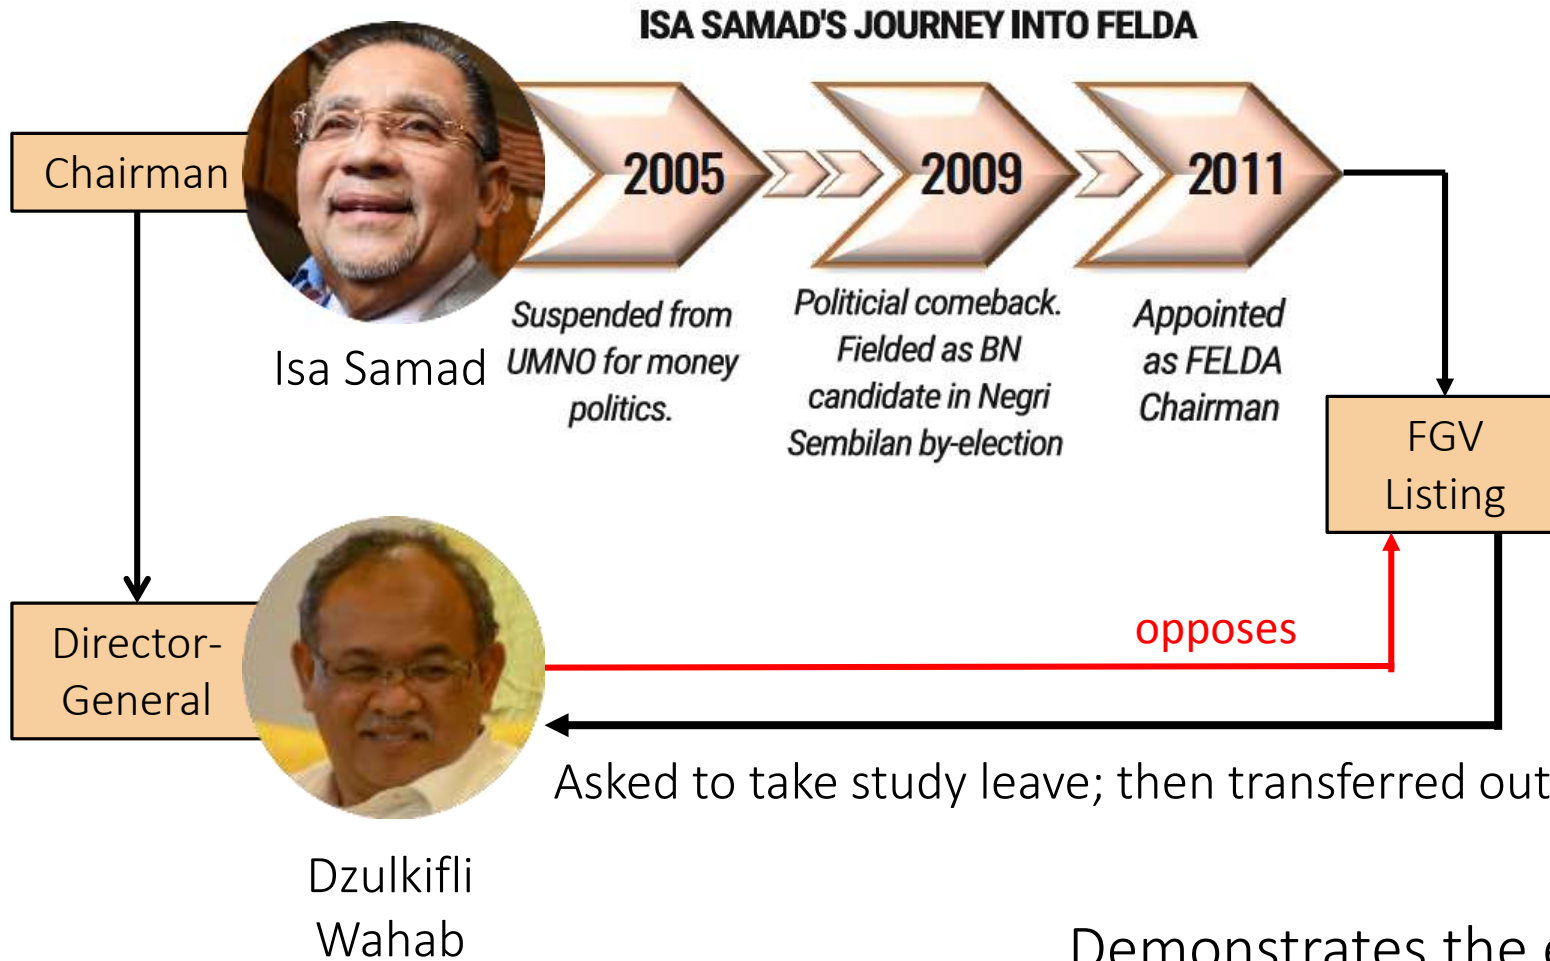 ISA SAMAD'S JOURNEY INTO FELDA
Chairman
2005
2009
2011
Isa Samad
Suspended from
UMNO for money
politics.
Politicial comeback.
Fielded as BN
candidate in Negri
Sembilan by-election
Appointed
as FELDA
Chairman
FGV
Listing
Director-
General
opposes
Asked to take study leave; then transferred out
Dzulkifli
Wahab
Demonstrates the